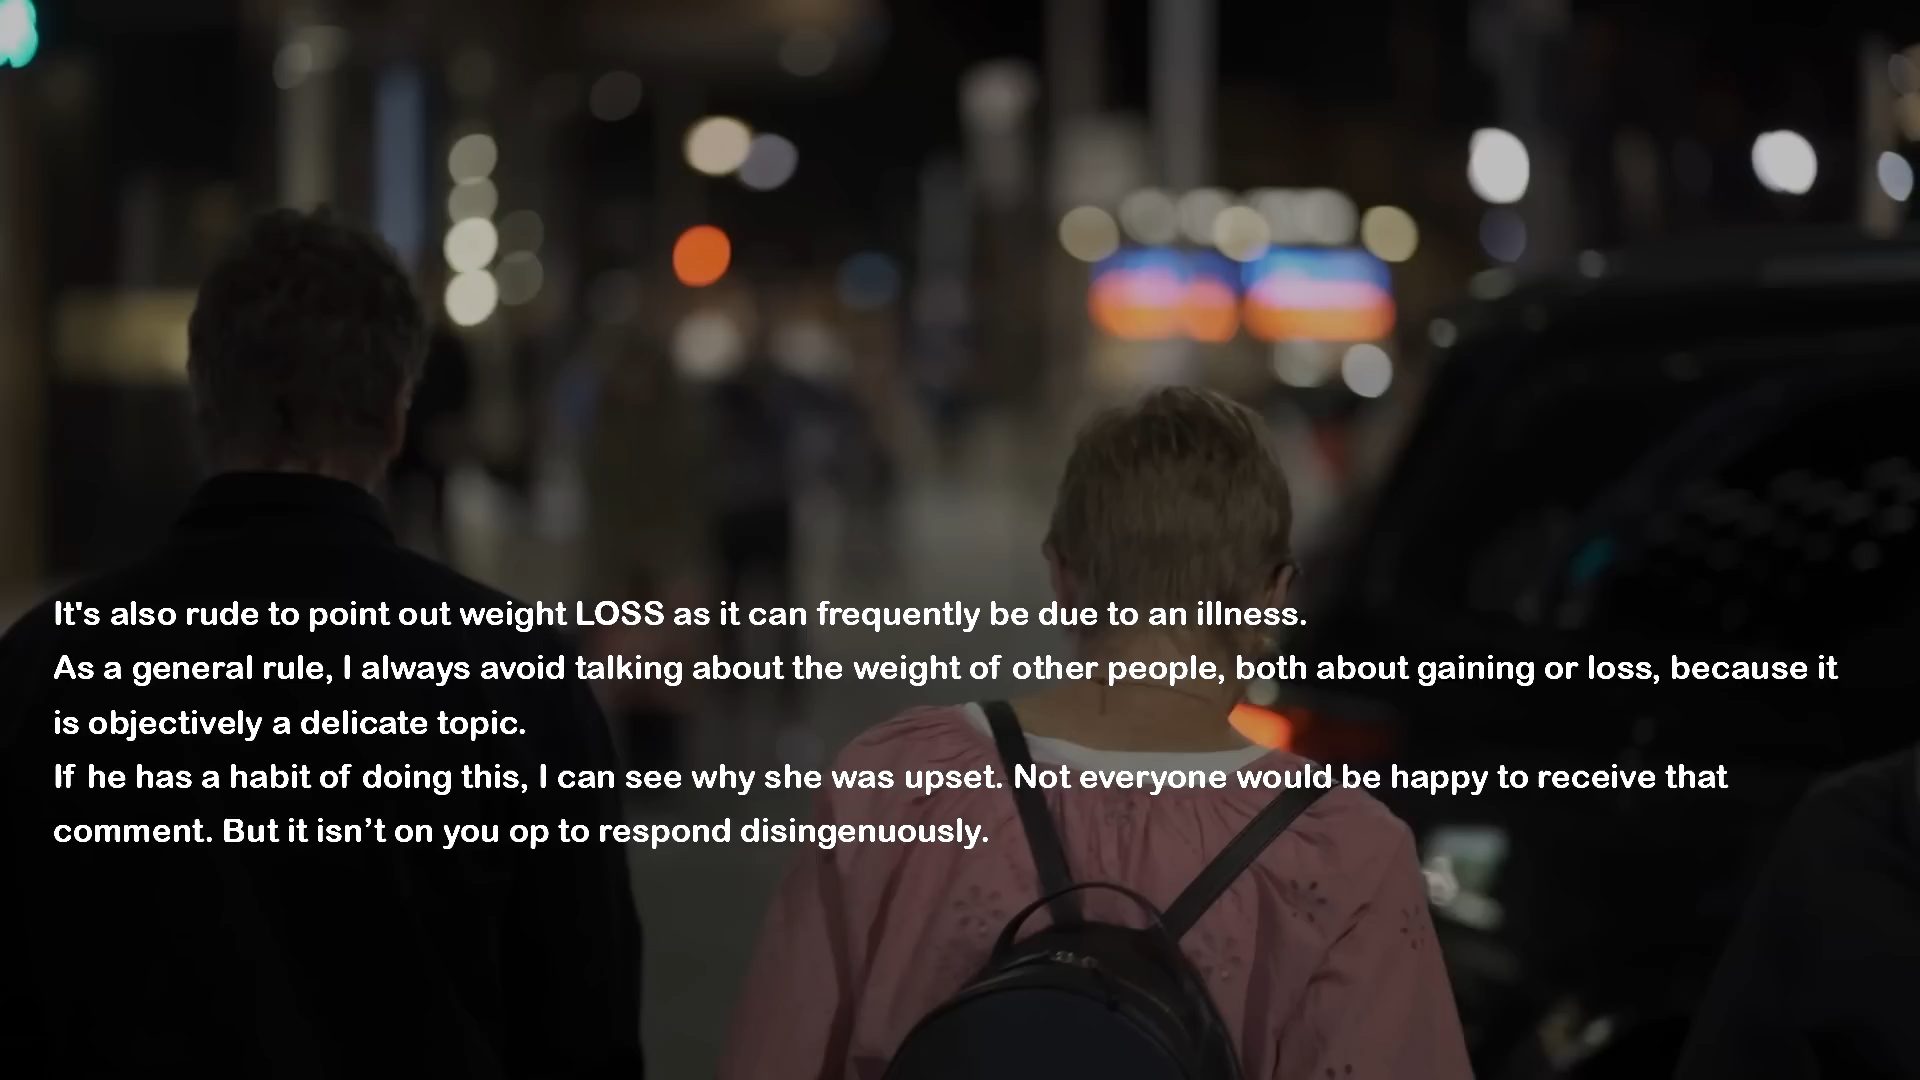 It's also rude to point out weight LOSS as it can frequently be due to an illness.
As a general rule, I always avoid talking about the weight of other people, both about gaining or loss, because it
is objectively a delicate topic.
If he has a habit of doing this, I can see why she was upset. Not everyone would be happy to receive that
comment. But it isn’t on you op to respond disingenuously.